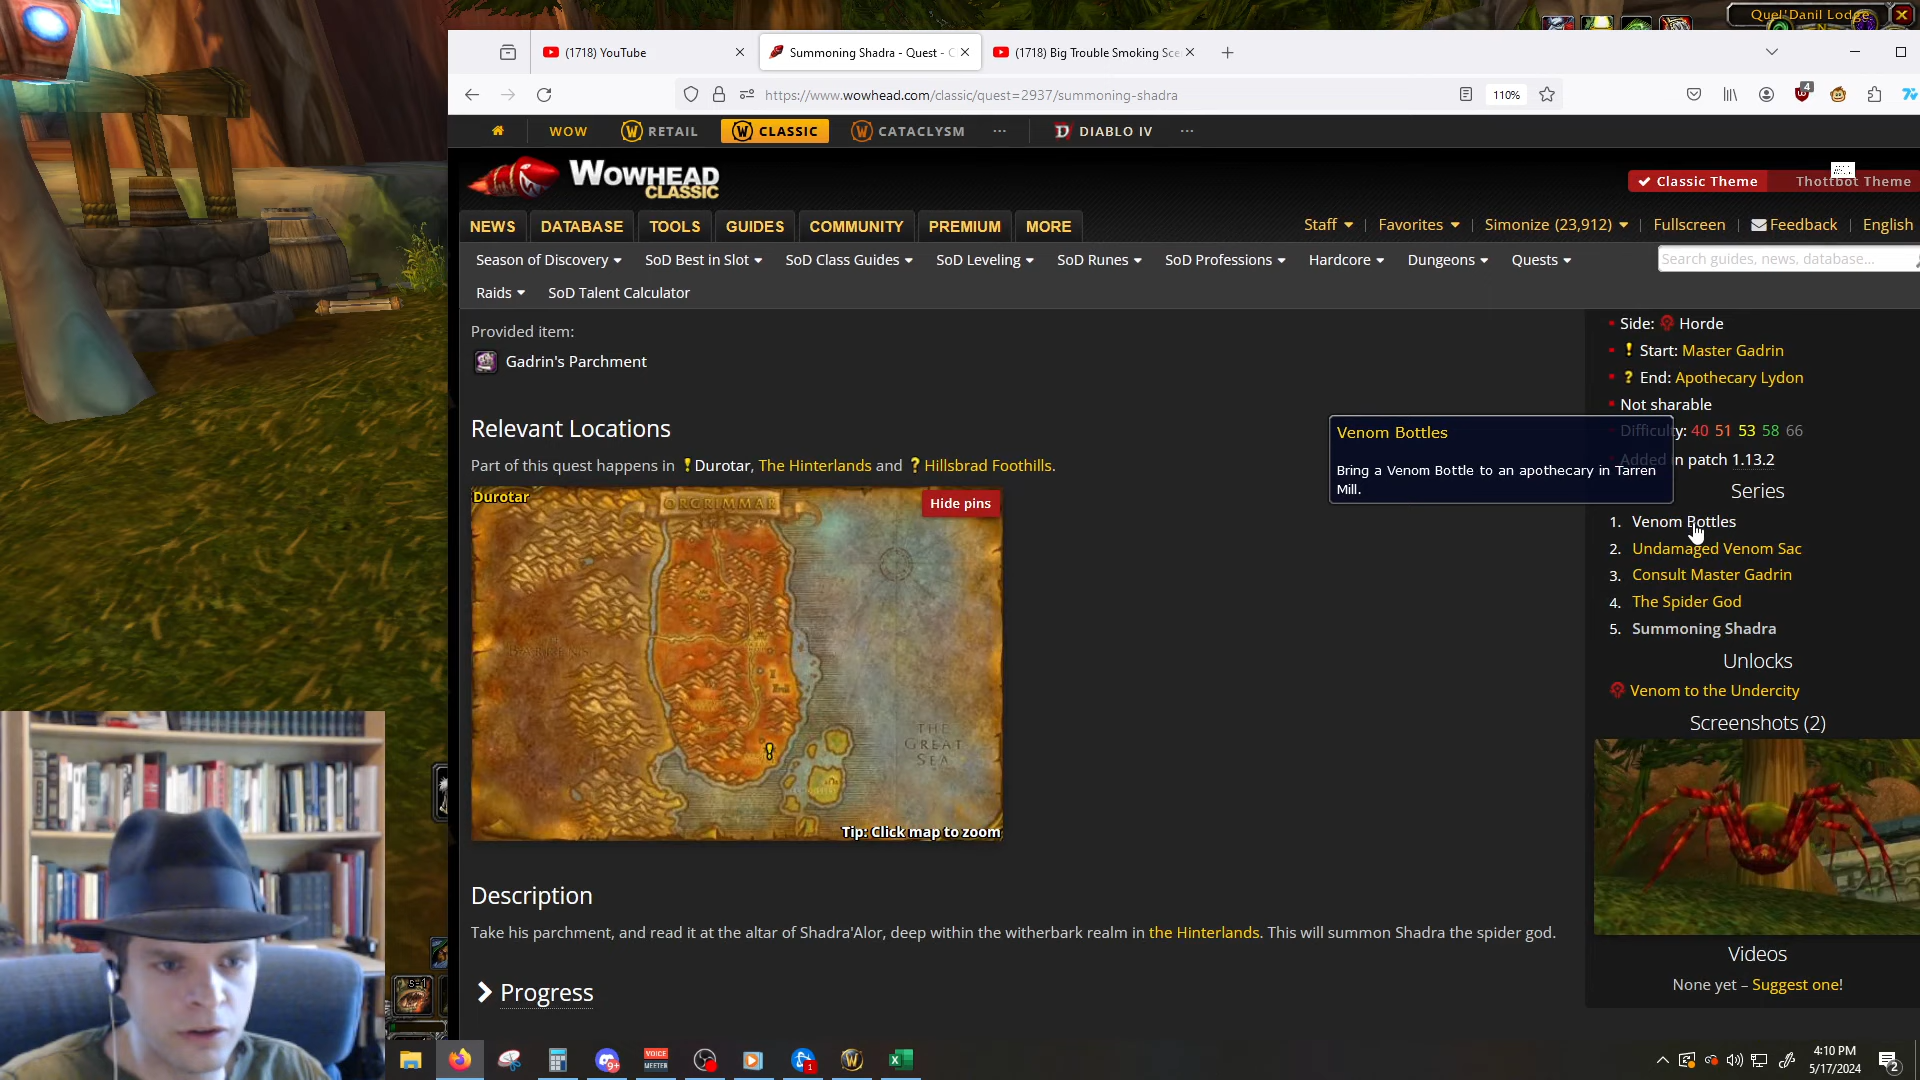 Quel'Danil Lodge
(1718) YouTube
Summoning Shadra - Quest - C
(1718) Big Trouble Smoking Sce
https://www.wowhead.com/classic/quest=2937/summoning-shadra
110%
4
WOW
RETAIL
CLASSIC
CATACLYSM
DIABLO IV
WOWHEAD
CLASSIC
Classic Theme
Thottbot Theme
NEWS
DATABASE
TOOLS
GUIDES
COMMUNITY
PREMIUM
MORE
Staff
Favorites
Simonize (23,912)
Fullscreen
Feedback
English
Season of Discovery
SoD Best in Slot
SoD Class Guides
SoD Leveling
SoD Runes
SoD Professions
Hardcore
Dungeons
Quests
Search guides, news, database...
Raids
SoD Talent Calculator
Provided item:
Gadrin's Parchment
Relevant Locations
Part of this quest happens in Durotar, The Hinterlands and Hillsbrad Foothills.
Durotar
ORGRIMMAR
Hide pins
THE
GREAT
SEA
Tip: Click map to zoom
Description
Take his parchment, and read it at the altar of Shadra'Alor, deep within the witherbark realm in the Hinterlands. This will summon Shadra the spider god.
Progress
Side: Horde
Start: Master Gadrin
End: Apothecary Lydon
Not sharable
Difficulty: 40 51 53 58 66
Added in patch 1.13.2
Venom Bottles
Bring a Venom Bottle to an apothecary in Tarren
Mill.
Series
1. Venom Bottles
2. Undamaged Venom Sac
3. Consult Master Gadrin
4. The Spider God
5. Summoning Shadra
Unlocks
Venom to the Undercity
Screenshots (2)
Videos
None yet – Suggest one!
S-1
9+
VOICE
MEETER
1
4:10 PM
5/17/2024
2